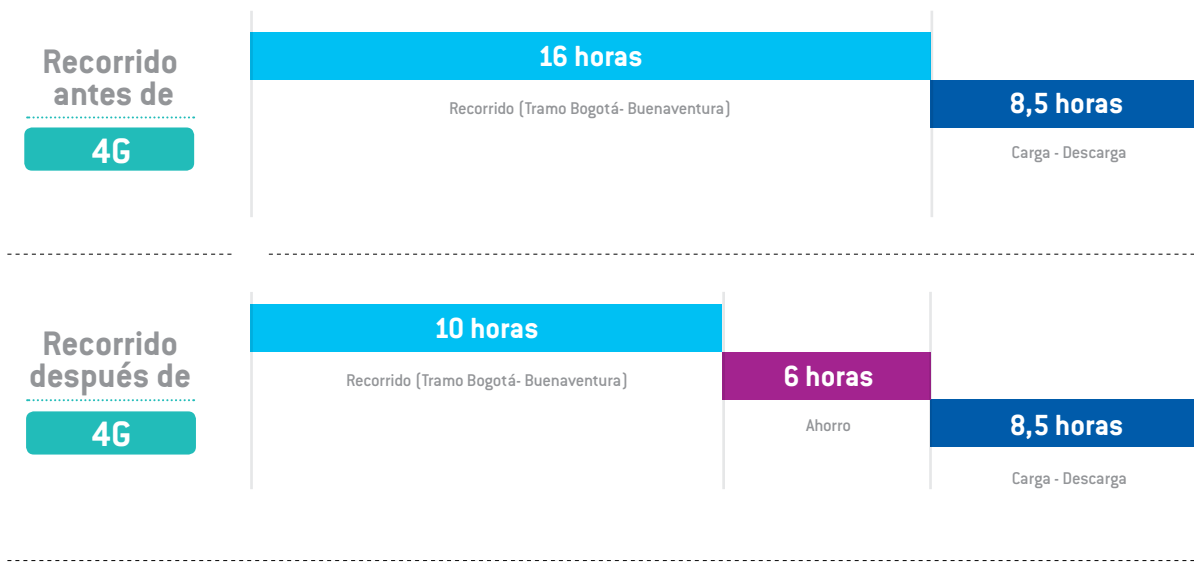 Recorrido
antes de
4G
16 horas
Recorrido (Tramo Bogotá- Buenaventura)
8,5 horas
Carga - Descarga
Recorrido
después de
4G
10 horas
Recorrido (Tramo Bogotá- Buenaventura)
6 horas
Ahorro
8,5 horas
Carga - Descarga